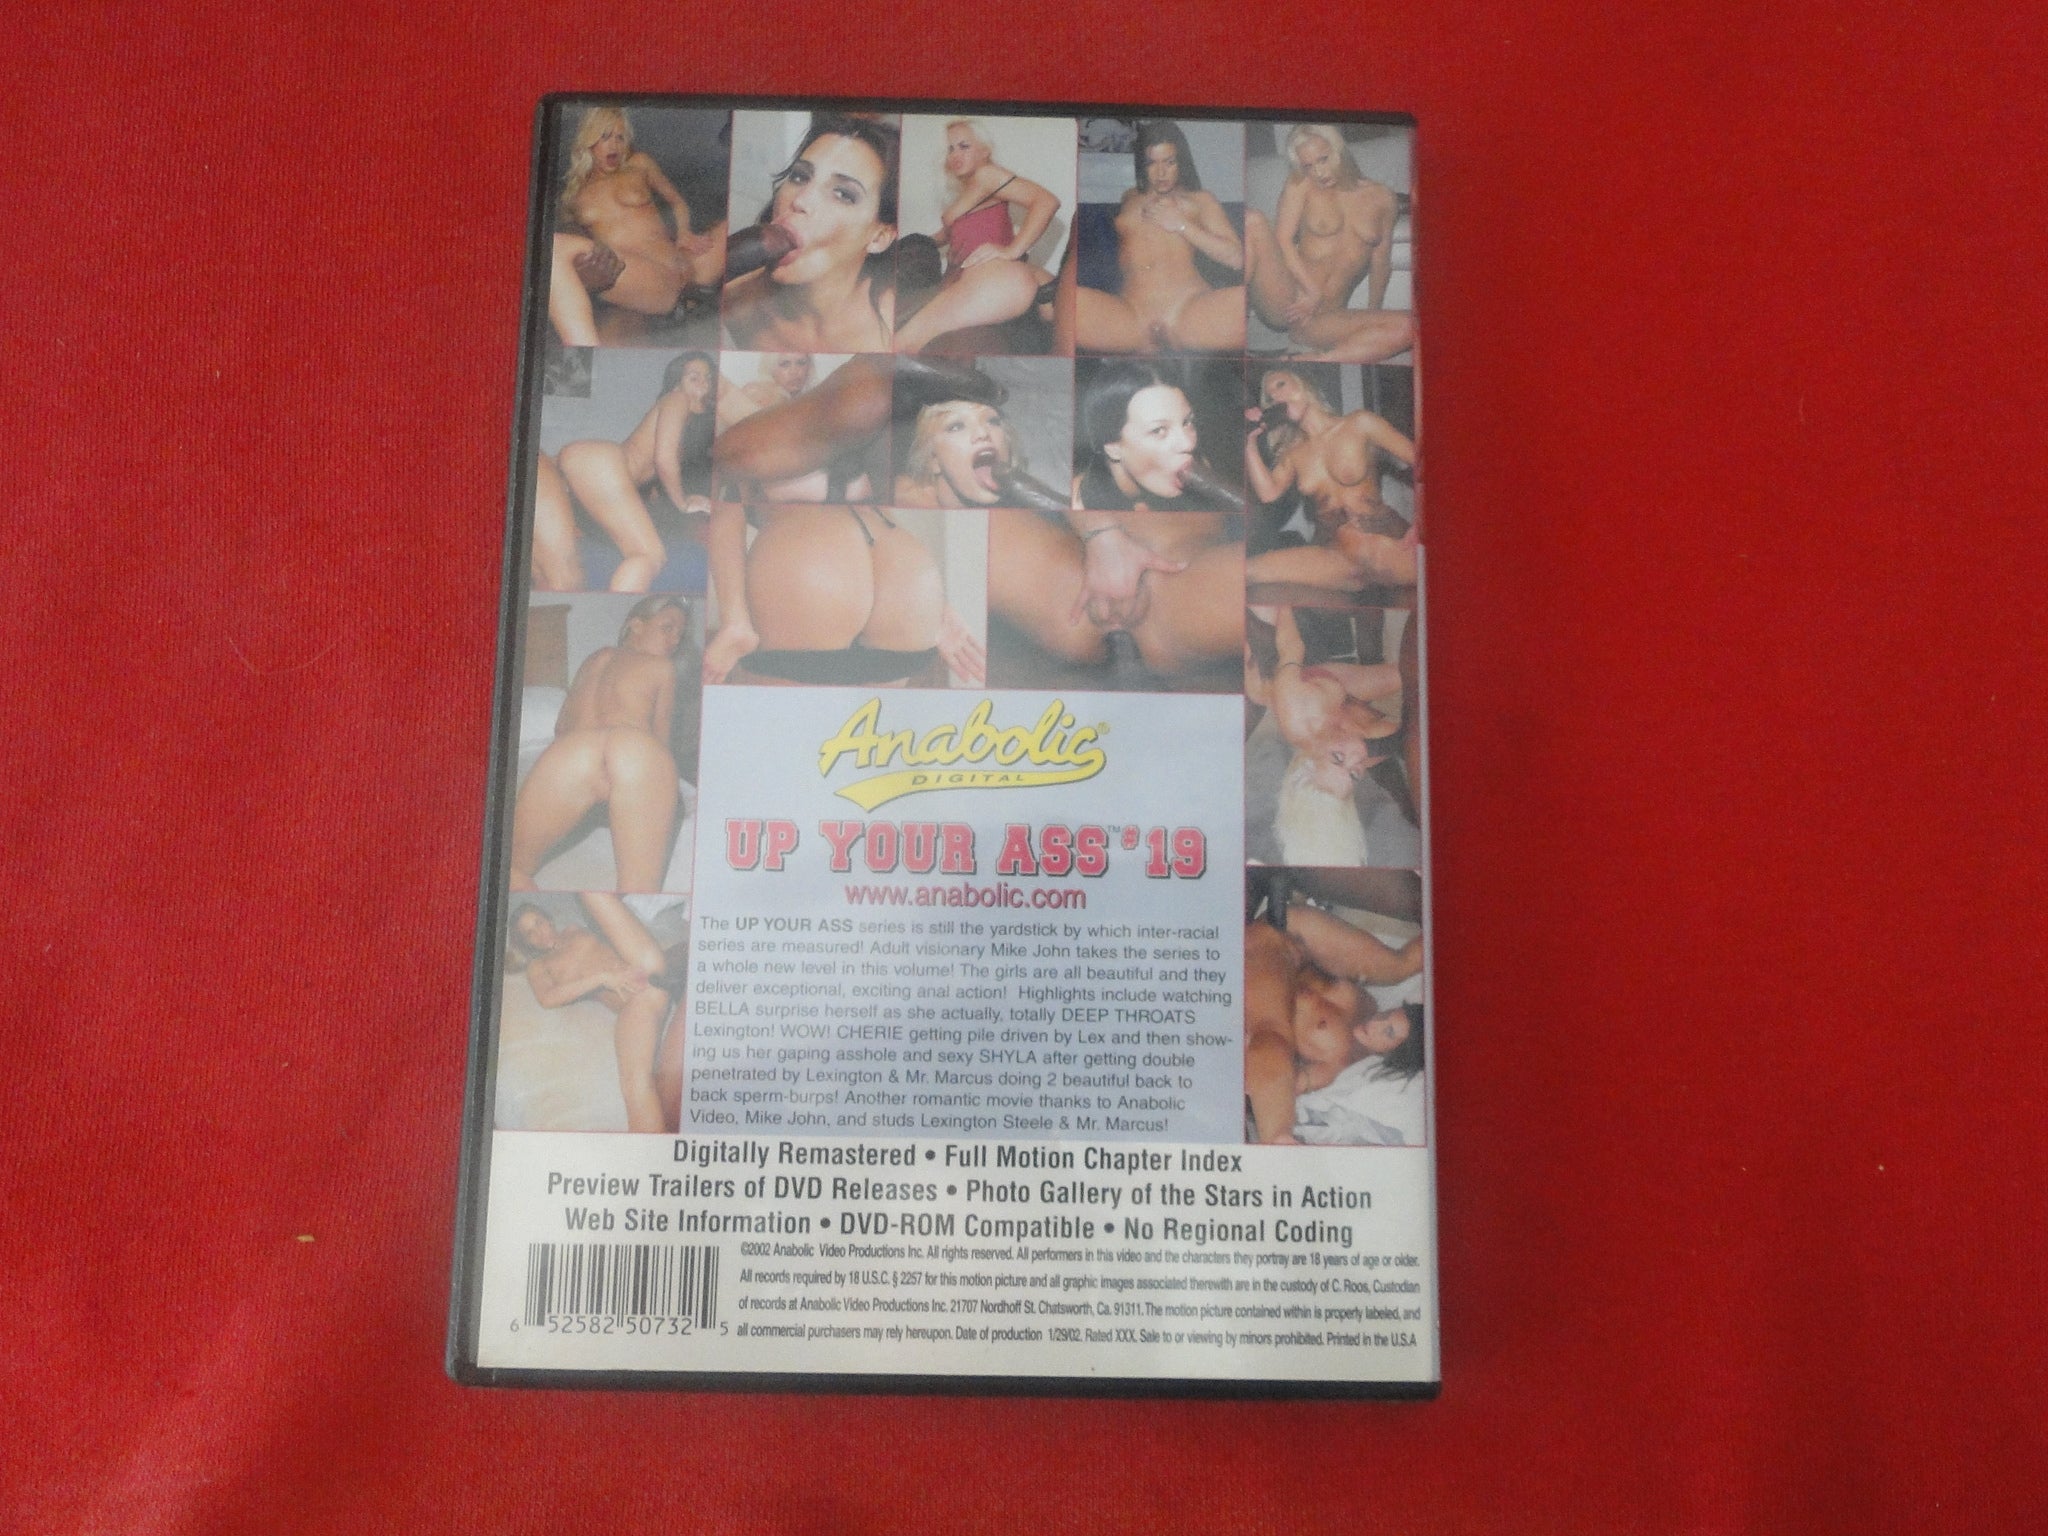 Anabolic®
DIGITAL
UP YOUR ASS™ #19
www.anabolic.com
The UP YOUR ASS series is still the yardstick by which inter-racial
series are measured! Adult visionary Mike John takes the series to
a whole new level in this volume! The girls are all beautiful and they
deliver exceptional, exciting anal action! Highlights include watching
BELLA surprise herself as she actually, totally DEEP THROATS
Lexington! WOW! CHERIE getting pile driven by Lex and then show-
ing us her gaping asshole and sexy SHYLA after getting double
penetrated by Lexington & Mr. Marcus doing 2 beautiful back to
back sperm-burps! Another romantic movie thanks to Anabolic
Video, Mike John, and studs Lexington Steele & Mr. Marcus!
Digitally Remastered • Full Motion Chapter Index
Preview Trailers of DVD Releases • Photo Gallery of the Stars in Action
Web Site Information • DVD-ROM Compatible • No Regional Coding
©2002 Anabolic Video Productions Inc. All rights reserved. All performers in this video and the characters they portray are 18 years of age or older.
All records required by 18 U.S.C. § 2257 for this motion picture and all graphic images associated therewith are in the custody of C. Roos, Custodian
of records at Anabolic Video Productions Inc. 21707 Nordhoff St. Chatsworth, Ca. 91311. The motion picture contained within is properly labeled, and
all commercial purchasers may rely hereupon. Date of production 1/29/02. Rated XXX. Sale to or viewing by minors prohibited. Printed in the U.S.A
6 52582 50732 5